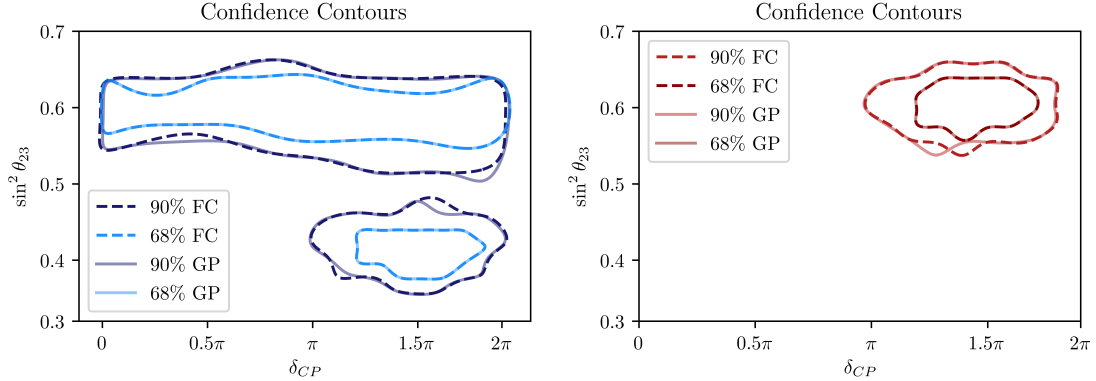 Confidence Contours
0.7
0.6
0.5
0.4
0.3
sin² θ₂₃
90% FC
68% FC
90% GP
68% GP
0
0.5π
π
1.5π
2π
δ_CP
Confidence Contours
0.7
0.6
0.5
0.4
0.3
sin² θ₂₃
90% FC
68% FC
90% GP
68% GP
0
0.5π
π
1.5π
2π
δ_CP